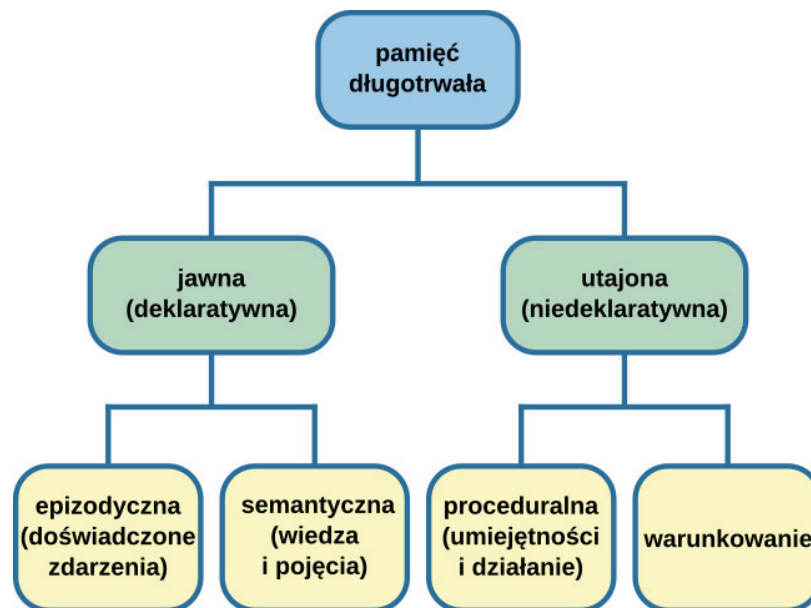 pamięć
długotrwała
jawna
(deklaratywna)
utajona
(niedeklaratywna)
epizodyczna
(doświadczone
zdarzenia)
semantyczna
(wiedza
i pojęcia)
proceduralna
(umiejętności
i działanie)
warunkowanie